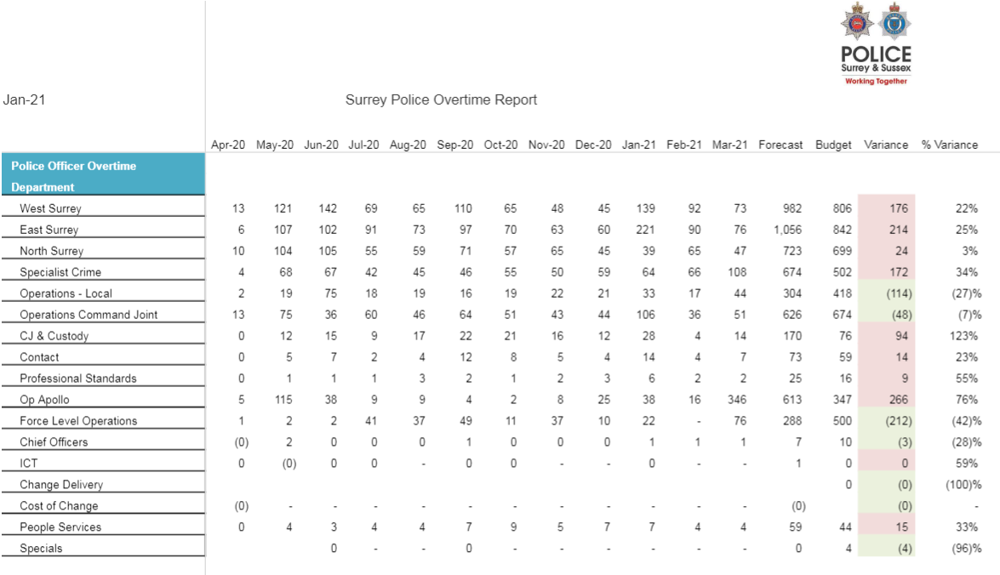 POLICE
Surrey & Sussex
Working Together
Jan-21 Surrey Police Overtime Report
Apr-20 May-20 Jun-20 Jul-20 Aug-20 Sep-20 Oct-20 Nov-20 Dec-20 Jan-21 Feb-21 Mar-21 Forecast Budget Variance % Variance
Police Officer Overtime
Department
West Surrey 13 121 142 69 65 110 65 48 45 139 92 73 982 806 176 22%
East Surrey 6 107 102 91 73 97 70 63 60 221 90 76 1,056 842 214 25%
North Surrey 10 104 105 55 59 71 57 65 45 39 65 47 723 699 24 3%
Specialist Crime 4 68 67 42 45 46 55 50 59 64 66 108 674 502 172 34%
Operations - Local 2 19 75 18 19 16 19 22 21 33 17 44 304 418 (114) (27)%
Operations Command Joint 13 75 36 60 46 64 51 43 44 106 36 51 626 674 (48) (7)%
CJ & Custody 0 12 15 9 17 22 21 16 12 28 4 14 170 76 94 123%
Contact 0 5 7 2 4 12 8 5 4 14 4 7 73 59 14 23%
Professional Standards 0 1 1 1 3 2 1 2 3 6 2 2 25 16 9 55%
Op Apollo 5 115 38 9 9 4 2 8 25 38 16 346 613 347 266 76%
Force Level Operations 1 2 2 41 37 49 11 37 10 22 - 76 288 500 (212) (42)%
Chief Officers (0) 2 0 0 0 1 0 0 0 1 1 1 7 10 (3) (28)%
ICT 0 (0) 0 0 - 0 0 - - 0 - - 1 0 0 59%
Change Delivery 0 (0) (100)%
Cost of Change (0) - - - - - - - - - - - (0) (0) -
People Services 0 4 3 4 4 7 9 5 7 7 4 4 59 44 15 33%
Specials 0 - - 0 - - - - - - 0 4 (4) (96)%